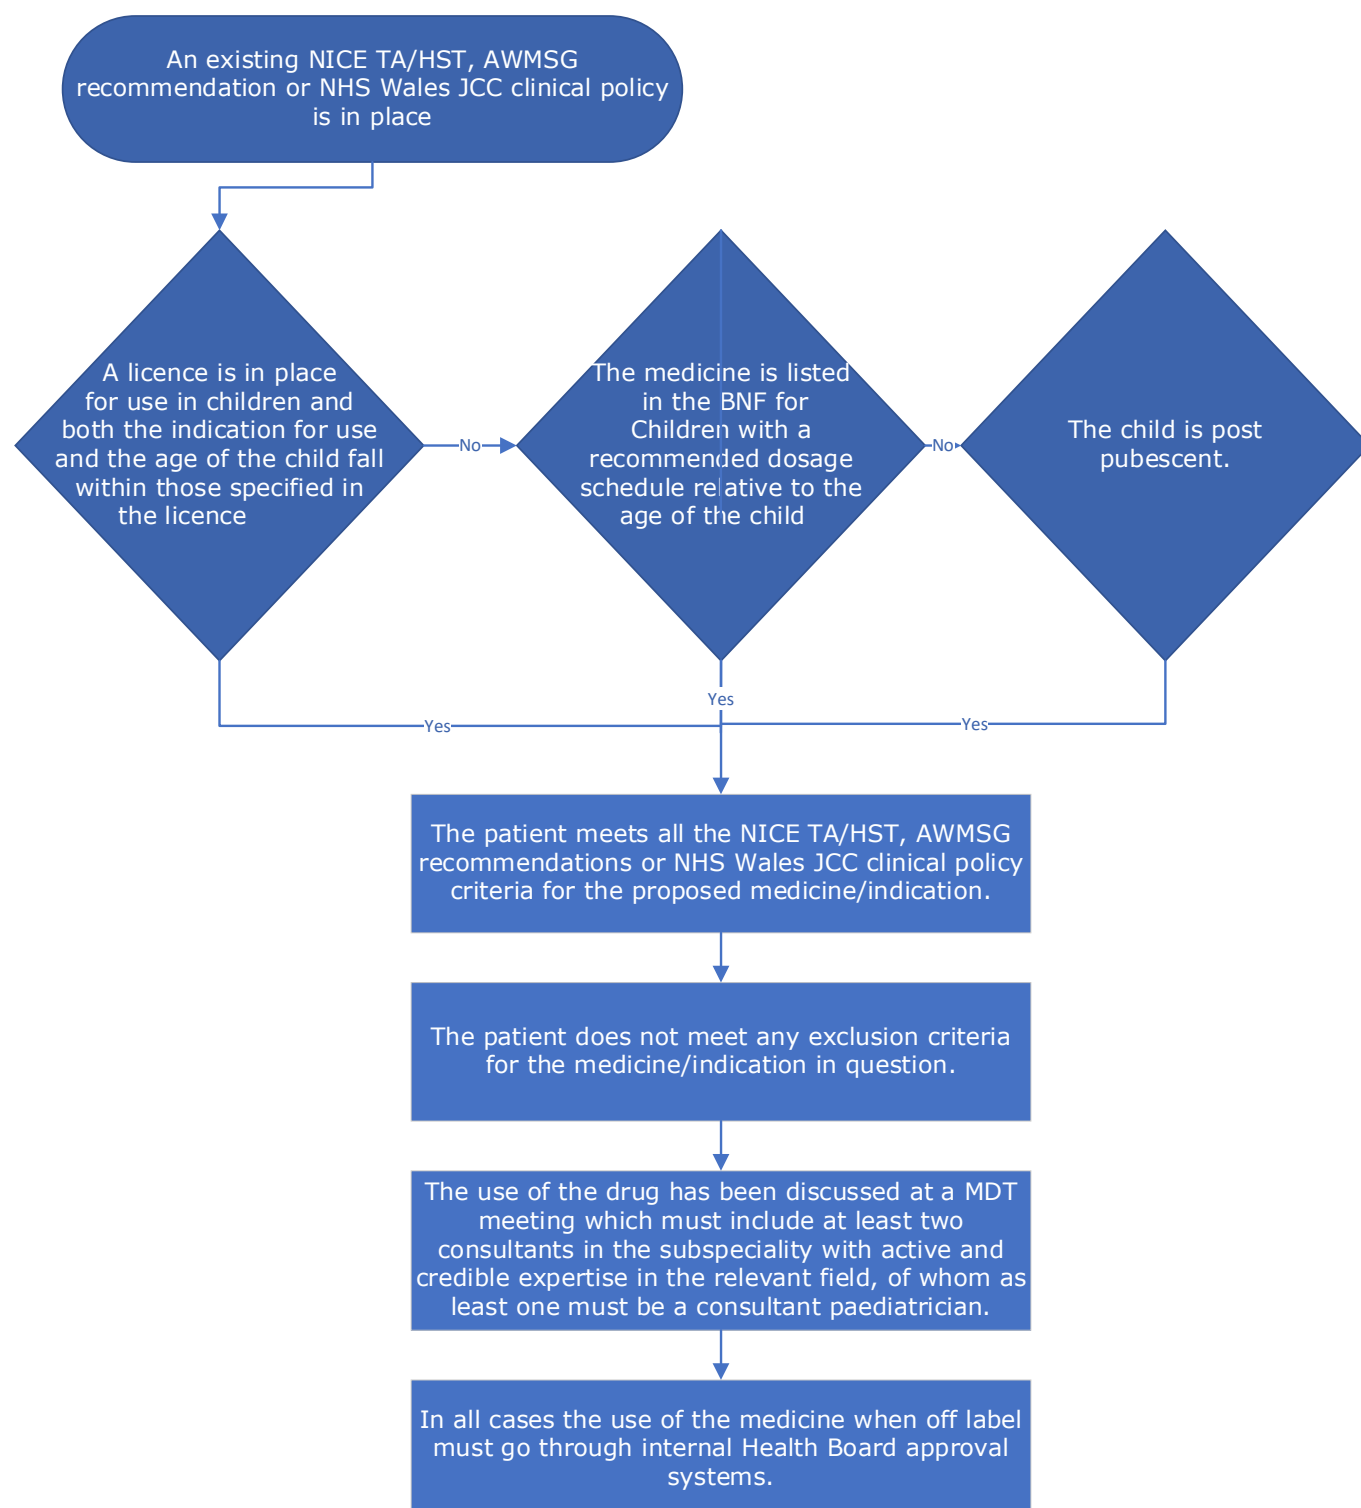 An existing NICE TA/HST, AWMSG
recommendation or NHS Wales JCC clinical policy
is in place
A licence is in place
for use in children and
both the indication for use
and the age of the child fall
within those specified in
the licence
No
The medicine is listed
in the BNF for
Children with a
recommended dosage
schedule relative to the
age of the child
No
The child is post
pubescent.
Yes
Yes
Yes
The patient meets all the NICE TA/HST, AWMSG
recommendations or NHS Wales JCC clinical policy
criteria for the proposed medicine/indication.
The patient does not meet any exclusion criteria
for the medicine/indication in question.
The use of the drug has been discussed at a MDT
meeting which must include at least two
consultants in the subspeciality with active and
credible expertise in the relevant field, of whom as
least one must be a consultant paediatrician.
In all cases the use of the medicine when off label
must go through internal Health Board approval
systems.